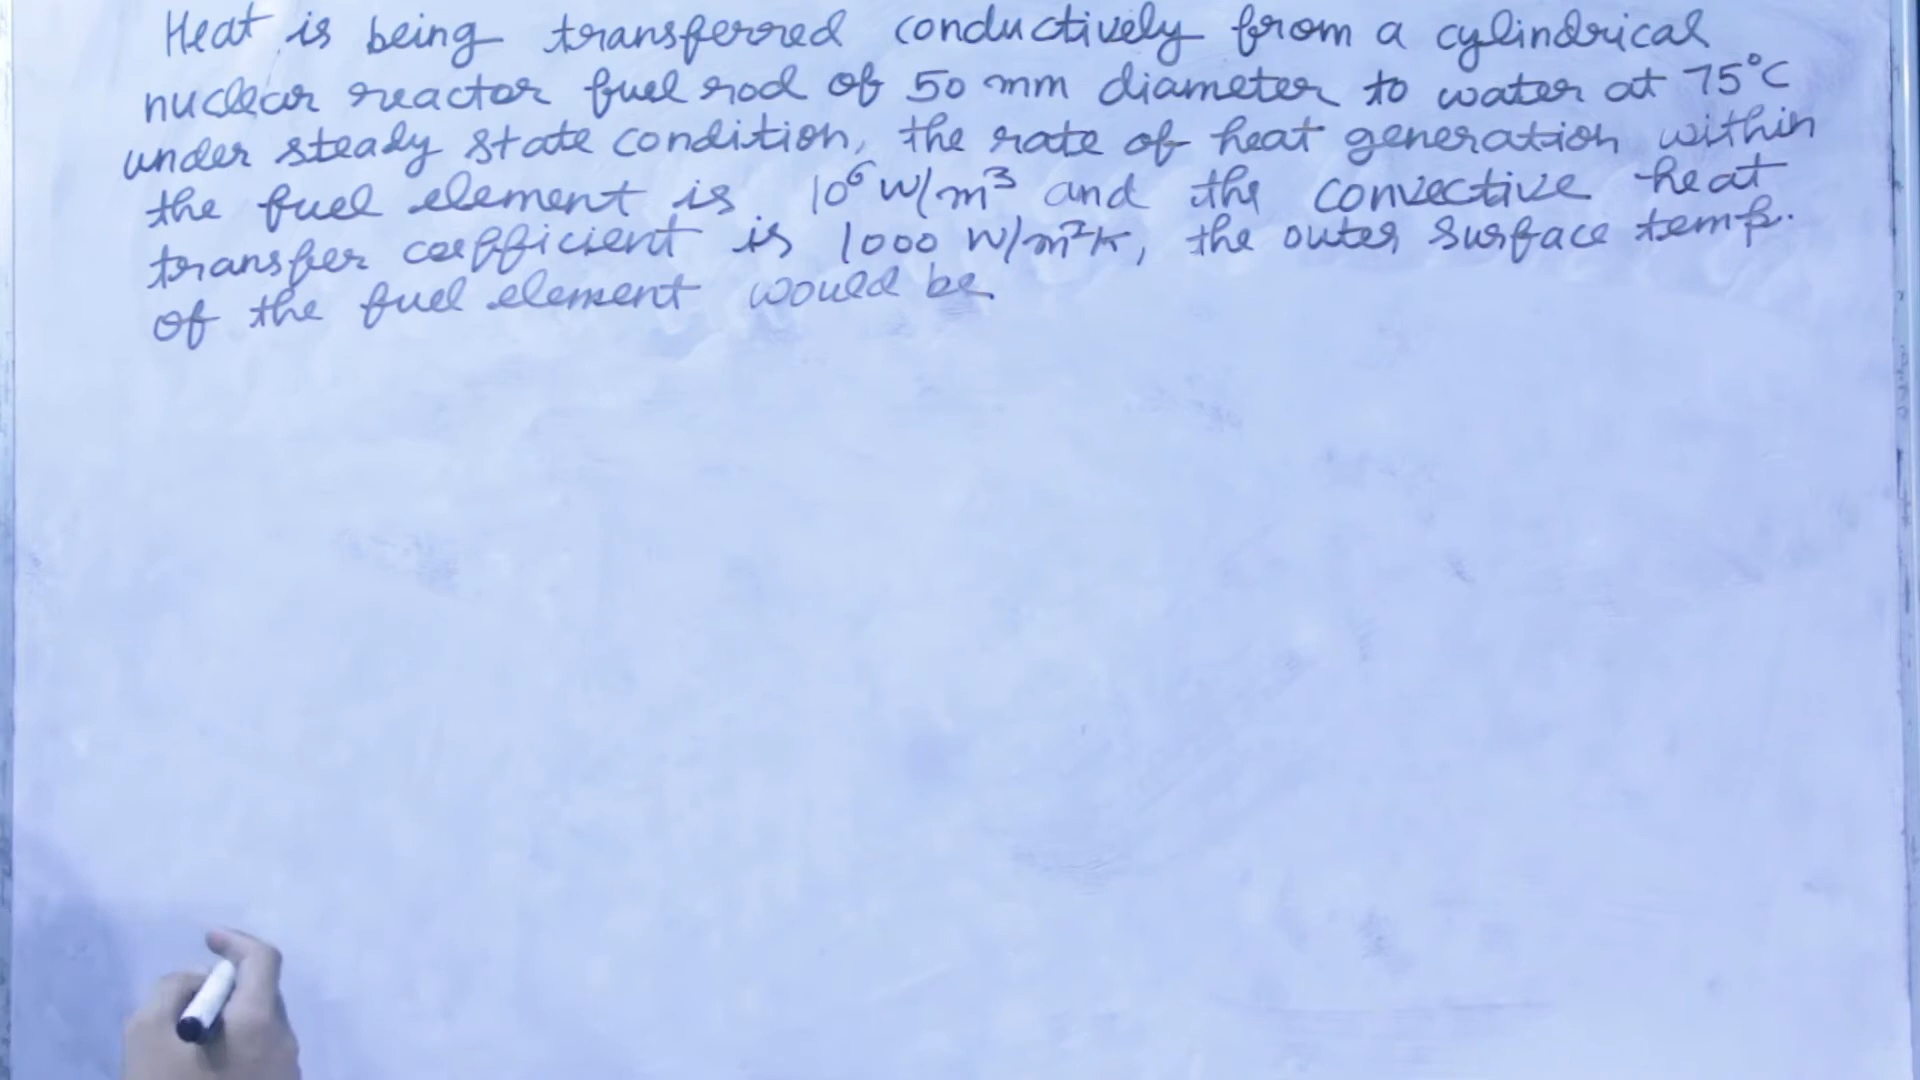 Heat is being transferred conductively from a cylindrical
nuclear reactor fuel rod of 50 mm diameter to water at 75°C
under steady state condition, the rate of heat generation within
the fuel element is 10⁶ W/m³ and the convective heat
transfer coefficient is 1000 W/m²K, the outer surface temp.
of the fuel element would be.